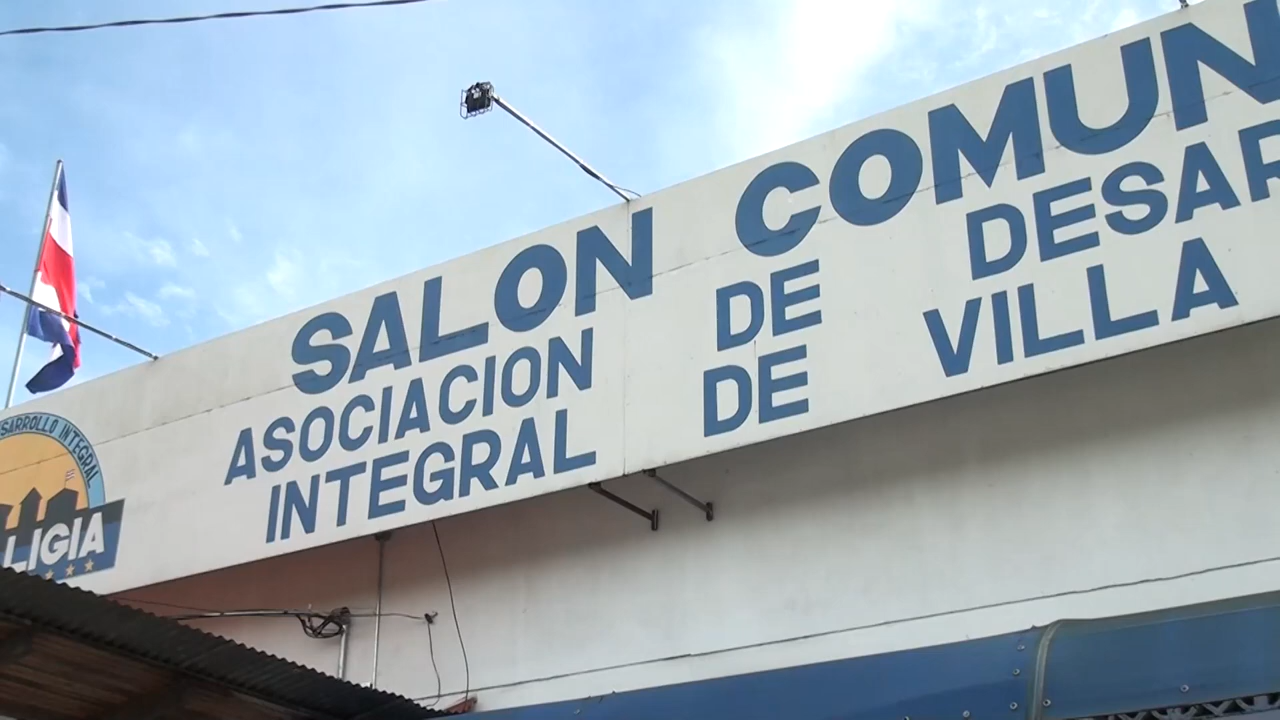 SALON COMUN
ASOCIACION DE DESAR
INTEGRAL DE VILLA
SARROLLO INTEGRAL
LIGIA